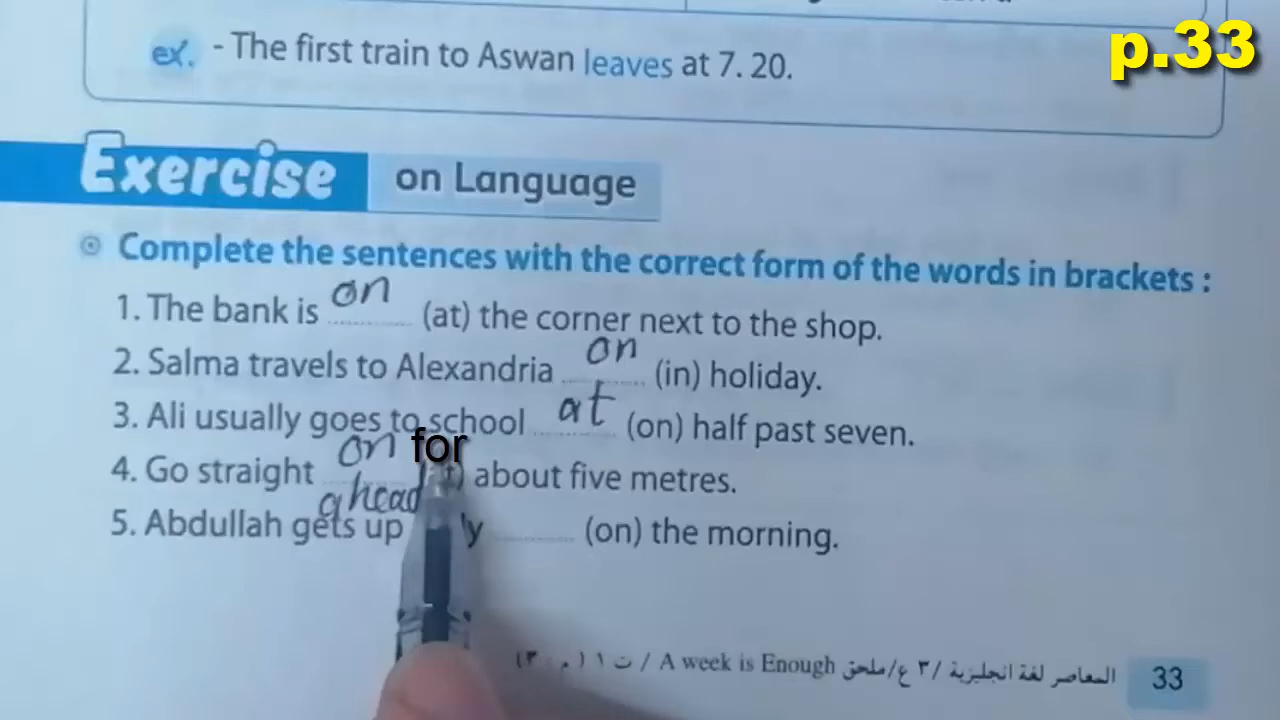 p.33
ex. - The first train to Aswan leaves at 7. 20.
Exercise on Language
Complete the sentences with the correct form of the words in brackets :
1. The bank is on (at) the corner next to the shop.
2. Salma travels to Alexandria on (in) holiday.
3. Ali usually goes to school at (on) half past seven.
on for
4. Go straight about five metres.
ahead
5. Abdullah gets up (on) the morning.
المعاصر لغة انجليزية /٣ ع/ملحق A week is Enough / ت ١ (م ٣)
33